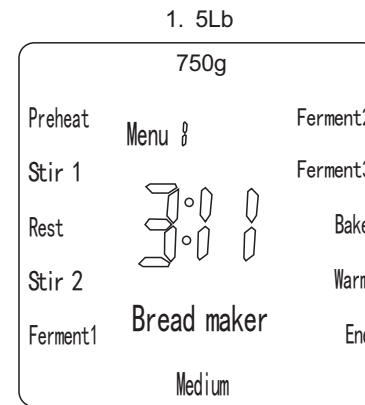 1. 5Lb
750g
Preheat
Stir 1
Rest
Stir 2
Ferment1
Menu
3:11
Bread maker
Medium
Ferment2
Ferment3
Bake
Warm
End